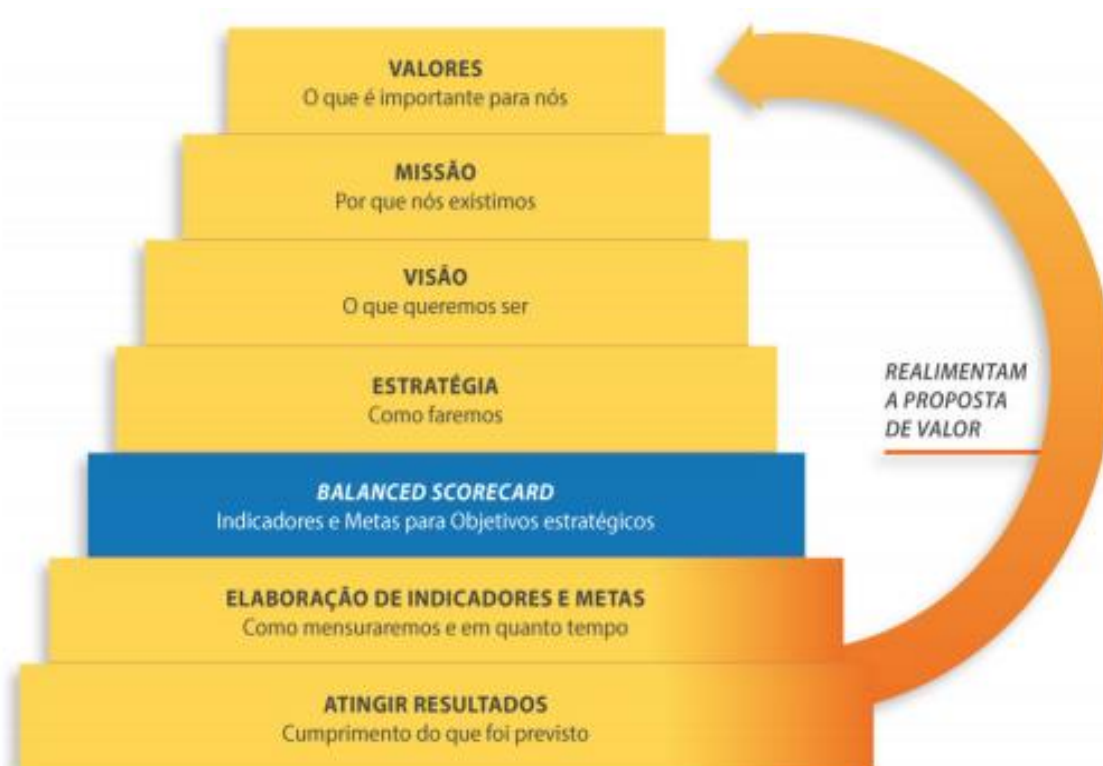 VALORES
O que é importante para nós
MISSÃO
Por que nós existimos
VISÃO
O que queremos ser
ESTRATÉGIA
Como faremos
BALANCED SCORECARD
Indicadores e Metas para Objetivos estratégicos
ELABORAÇÃO DE INDICADORES E METAS
Como mensuraremos e em quanto tempo
ATINGIR RESULTADOS
Cumprimento do que foi previsto
REALIMENTAM
A PROPOSTA
DE VALOR